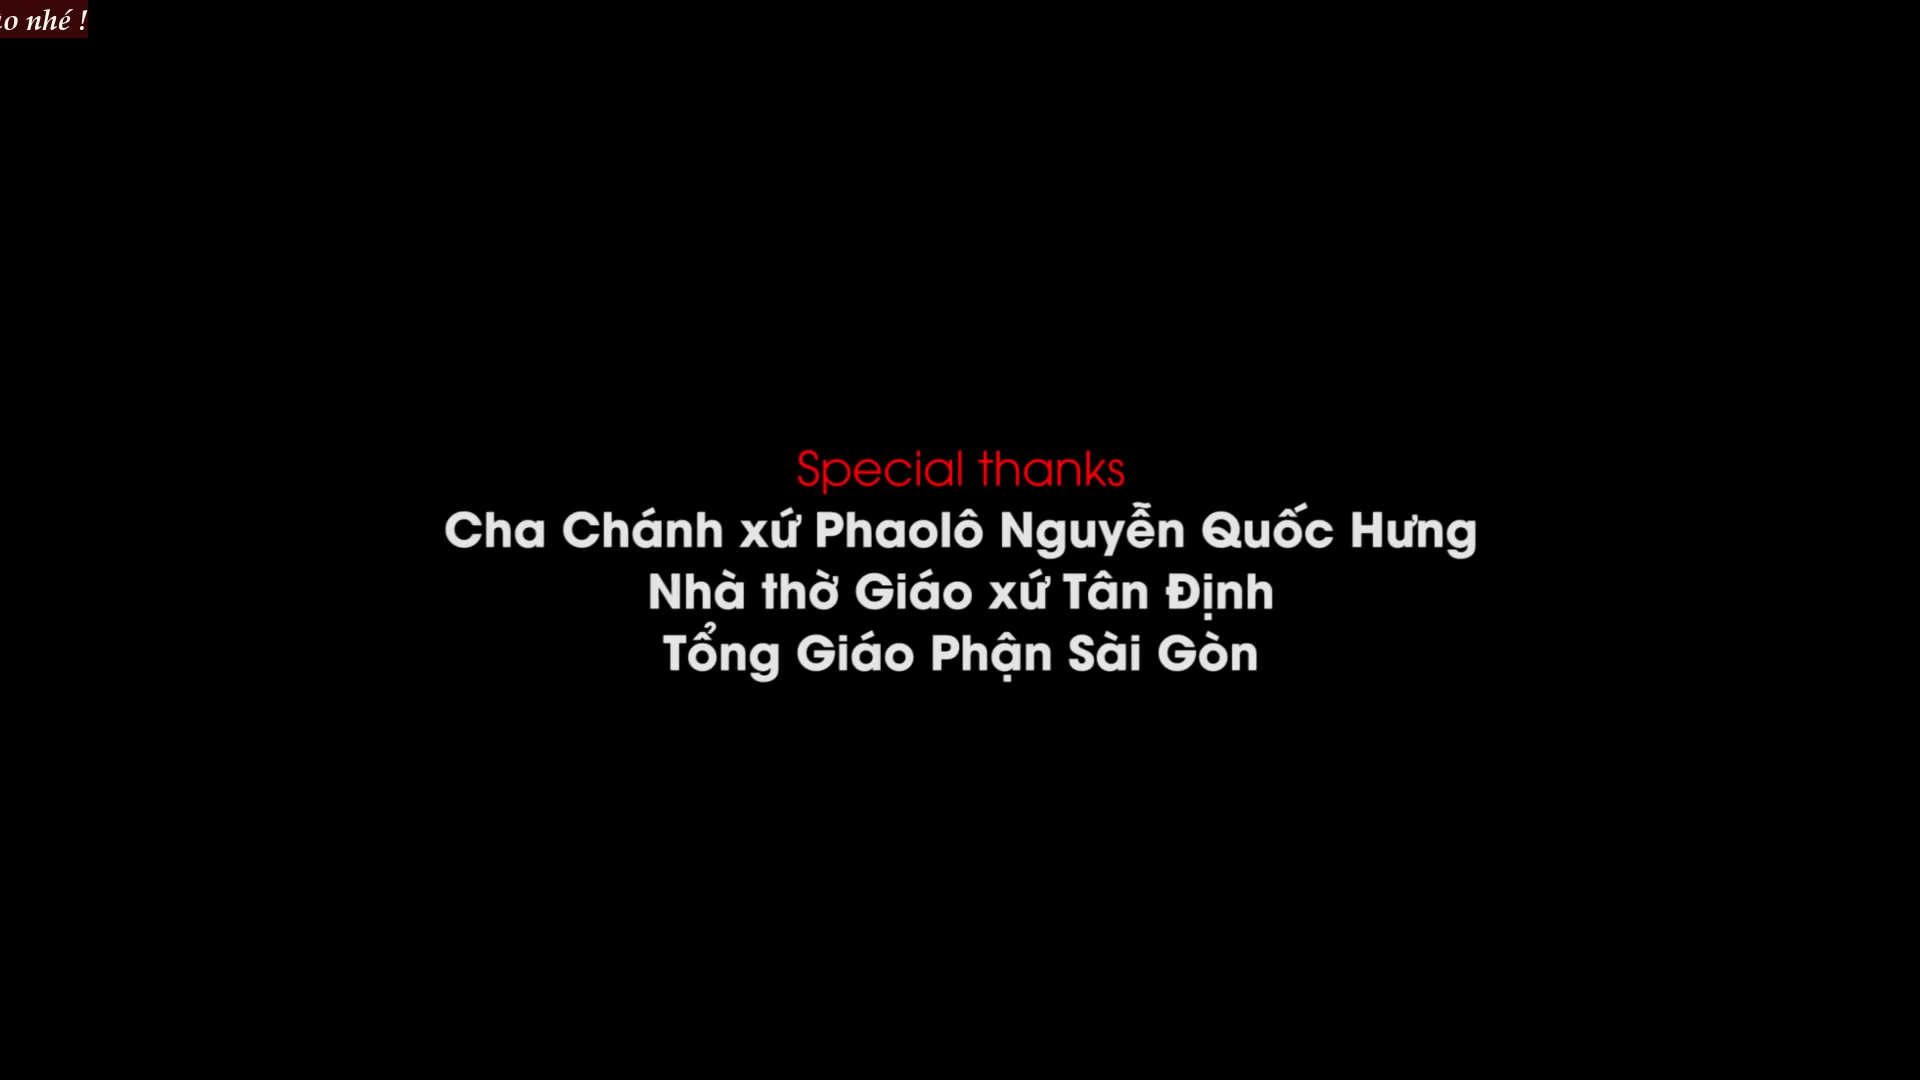 nhé !
Special thanks
Cha Chánh xứ Phaolô Nguyễn Quốc Hưng
Nhà thờ Giáo xứ Tân Định
Tổng Giáo Phận Sài Gòn